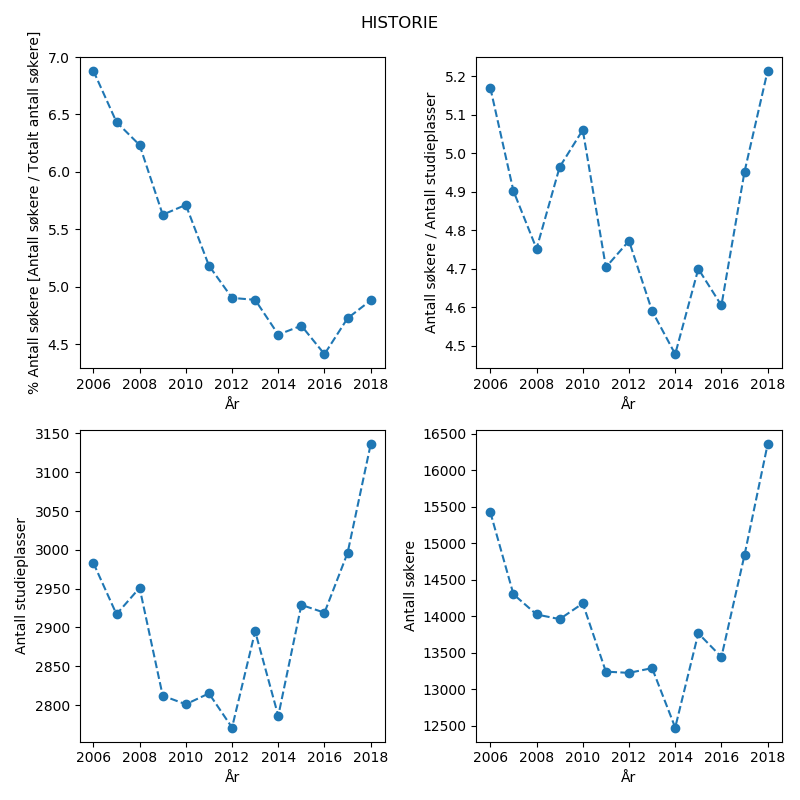 HISTORIE
% Antall søkere [Antall søkere / Totalt antall søkere]
7.0
6.5
6.0
5.5
5.0
4.5
2006 2008 2010 2012 2014 2016 2018
År
Antall søkere / Antall studieplasser
5.2
5.1
5.0
4.9
4.8
4.7
4.6
4.5
2006 2008 2010 2012 2014 2016 2018
År
Antall studieplasser
3150
3100
3050
3000
2950
2900
2850
2800
2006 2008 2010 2012 2014 2016 2018
År
Antall søkere
16500
16000
15500
15000
14500
14000
13500
13000
12500
2006 2008 2010 2012 2014 2016 2018
År